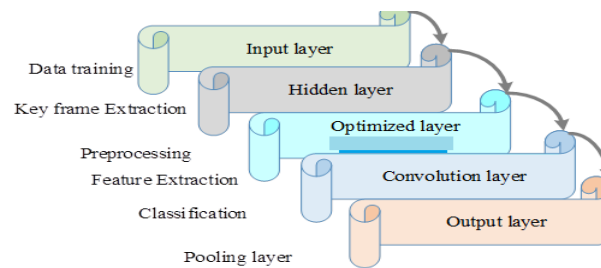 Input layer
Data training
Hidden layer
Key frame Extraction
Optimized layer
Preprocessing
Convolution layer
Feature Extraction
Classification
Output layer
Pooling layer